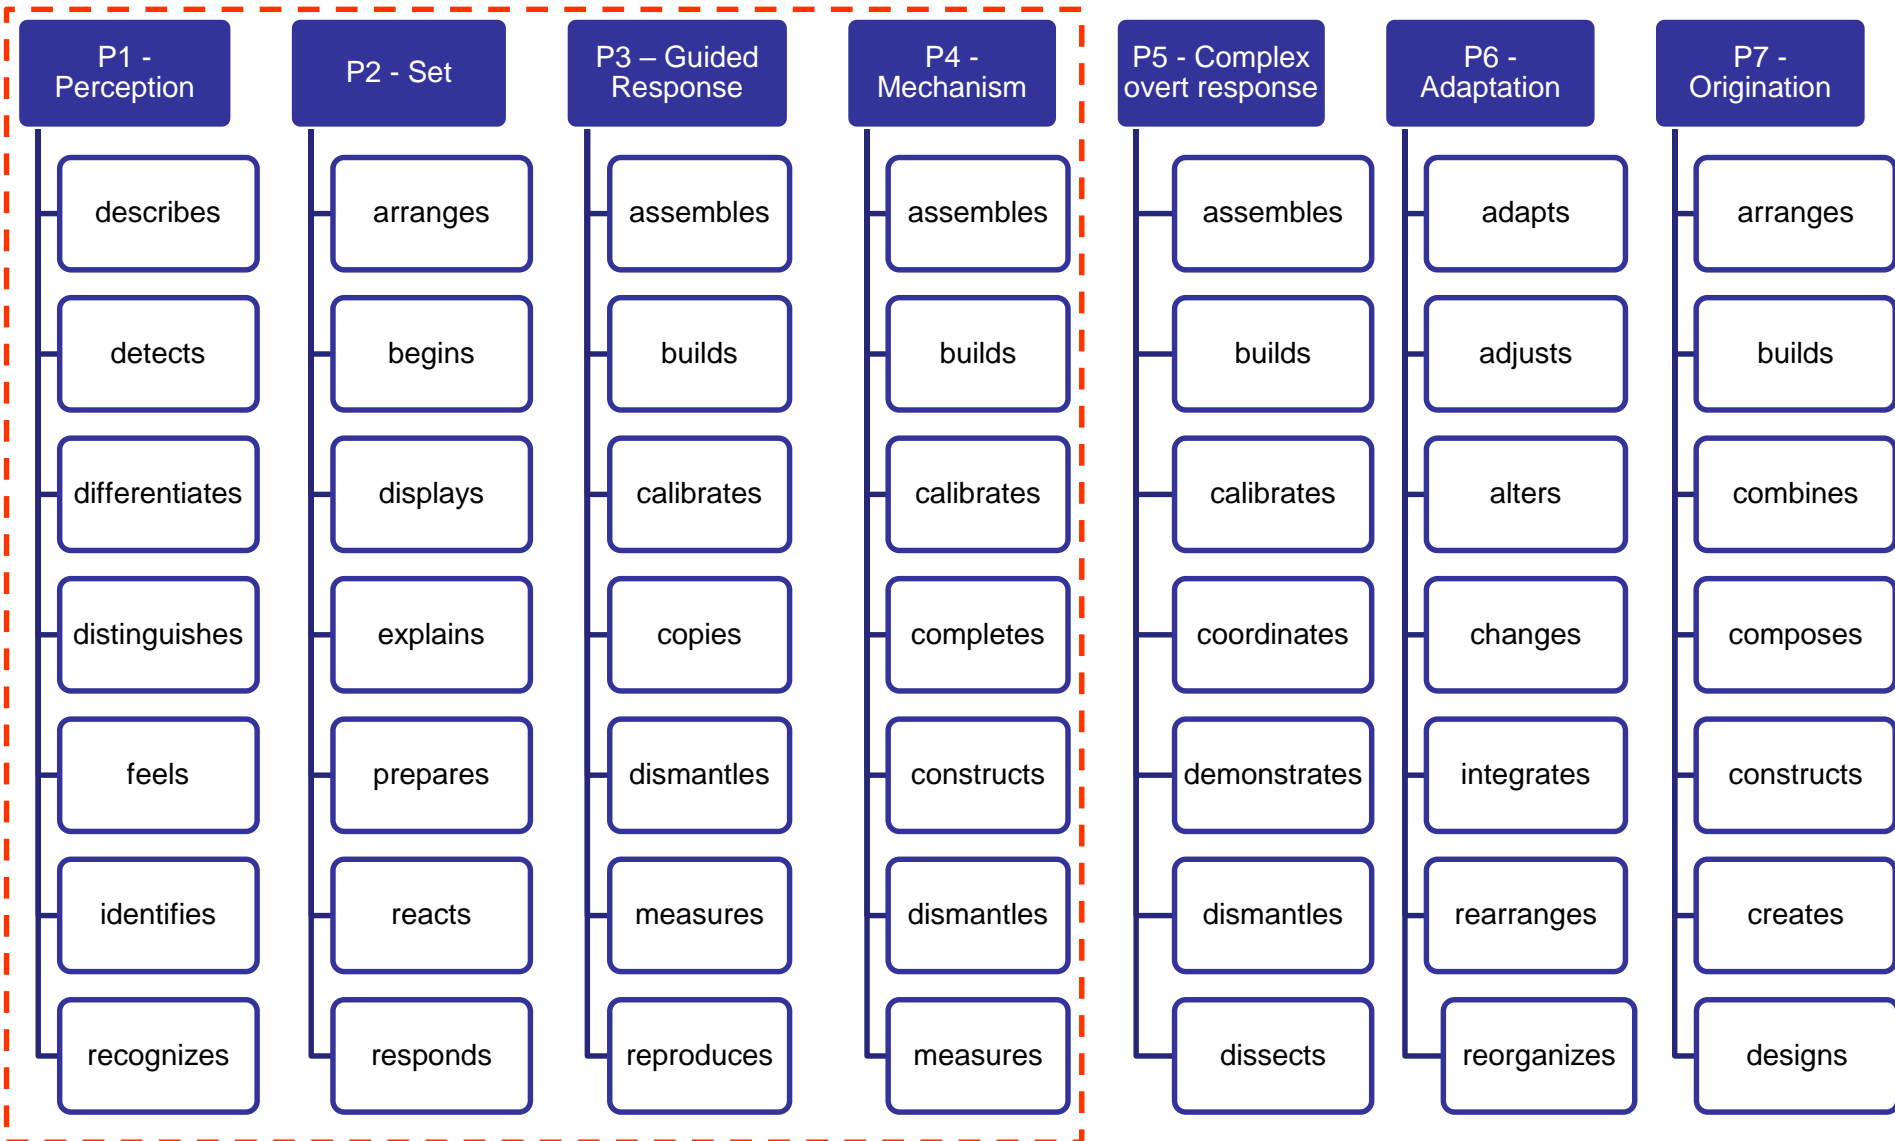 P1 -
Perception
describes
detects
differentiates
distinguishes
feels
identifies
recognizes
P2 - Set
arranges
begins
displays
explains
prepares
reacts
responds
P3 – Guided
Response
assembles
builds
calibrates
copies
dismantles
measures
reproduces
P4 -
Mechanism
assembles
builds
calibrates
completes
constructs
dismantles
measures
P5 - Complex
overt response
assembles
builds
calibrates
coordinates
demonstrates
dismantles
dissects
P6 -
Adaptation
adapts
adjusts
alters
changes
integrates
rearranges
reorganizes
P7 -
Origination
arranges
builds
combines
composes
constructs
creates
designs